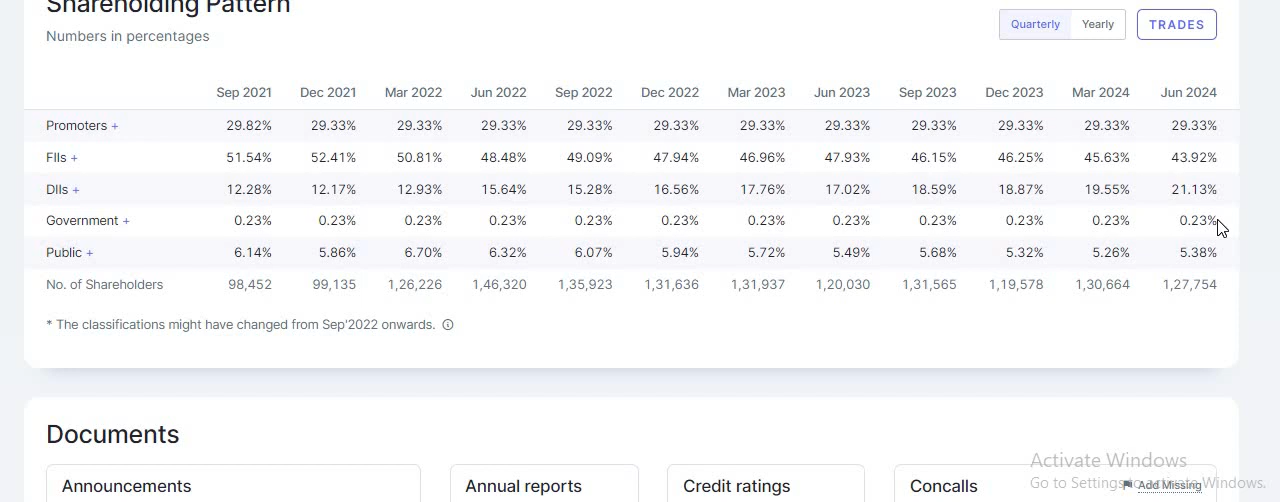 Shareholding Pattern
Numbers in percentages
Quarterly Yearly TRADES
Sep 2021 Dec 2021 Mar 2022 Jun 2022 Sep 2022 Dec 2022 Mar 2023 Jun 2023 Sep 2023 Dec 2023 Mar 2024 Jun 2024
Promoters + 29.82% 29.33% 29.33% 29.33% 29.33% 29.33% 29.33% 29.33% 29.33% 29.33% 29.33% 29.33%
FIIs + 51.54% 52.41% 50.81% 48.48% 49.09% 47.94% 46.96% 47.93% 46.15% 46.25% 45.63% 43.92%
DIIs + 12.28% 12.17% 12.93% 15.64% 15.28% 16.56% 17.76% 17.02% 18.59% 18.87% 19.55% 21.13%
Government + 0.23% 0.23% 0.23% 0.23% 0.23% 0.23% 0.23% 0.23% 0.23% 0.23% 0.23% 0.23%
Public + 6.14% 5.86% 6.70% 6.32% 6.07% 5.94% 5.72% 5.49% 5.68% 5.32% 5.26% 5.38%
No. of Shareholders 98,452 99,135 1,26,226 1,46,320 1,35,923 1,31,636 1,31,937 1,20,030 1,31,565 1,19,578 1,30,664 1,27,754
* The classifications might have changed from Sep'2022 onwards.
Documents
Activate Windows
Go to Settings to activate Windows.
Announcements Annual reports Credit ratings Concalls Add Missing